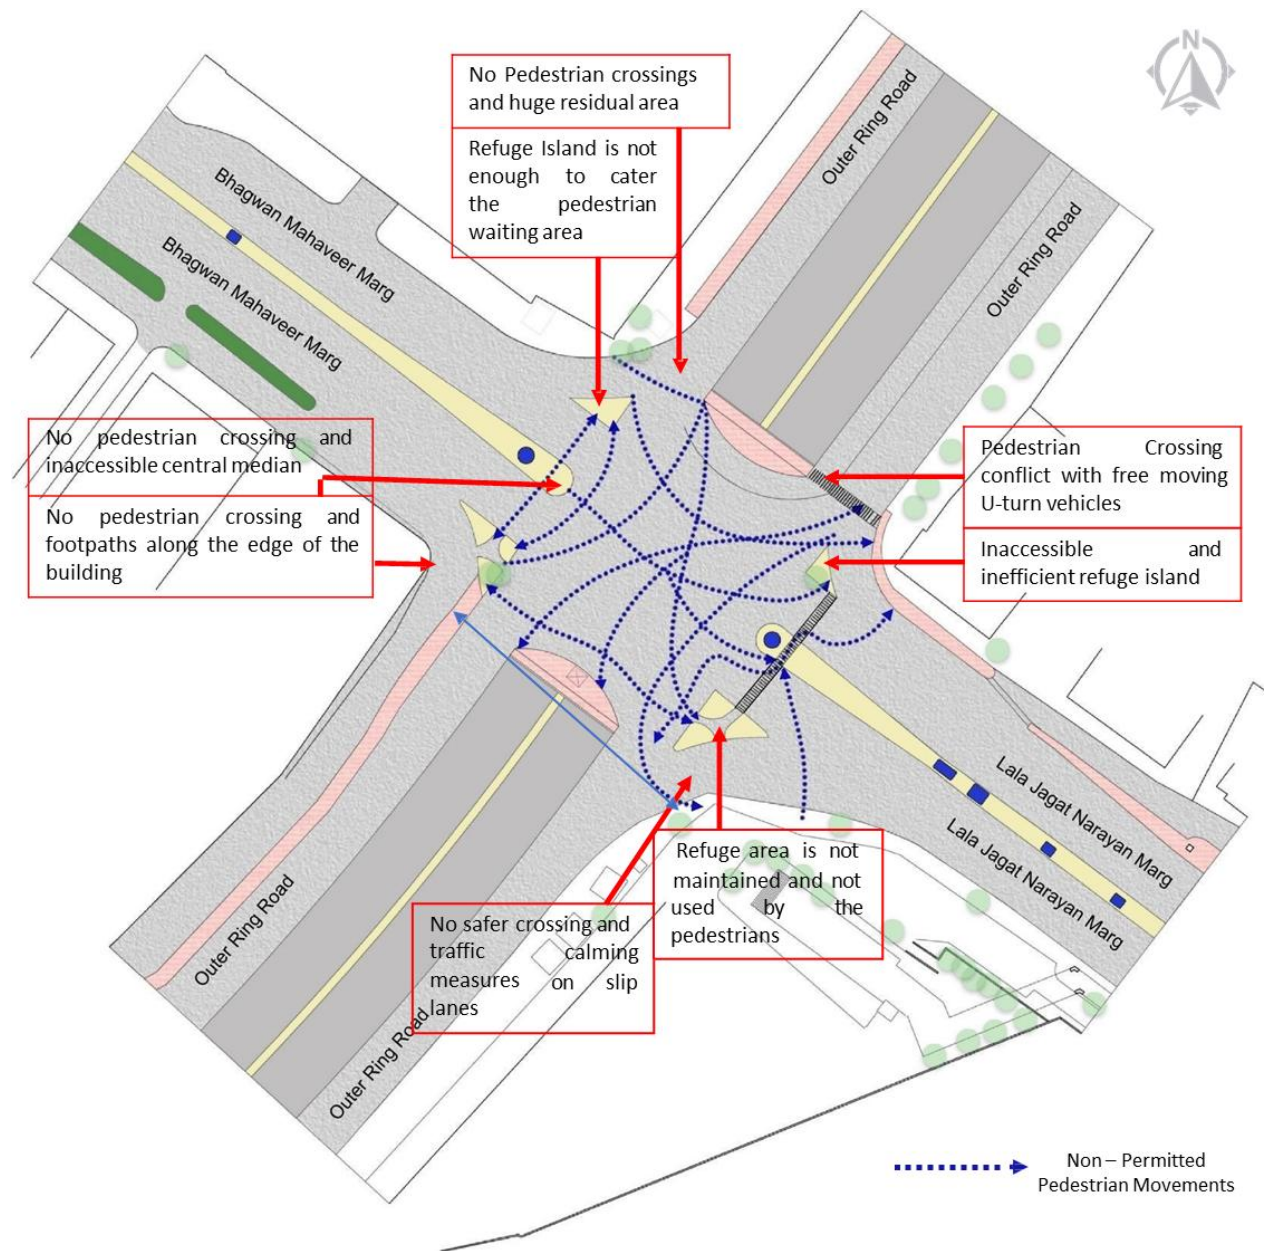 N
No Pedestrian crossings
and huge residual area
Refuge Island is not
enough to cater
the pedestrian
waiting area
Outer Ring Road
Outer Ring Road
Bhagwan Mahaveer Marg
Bhagwan Mahaveer Marg
No pedestrian crossing and
inaccessible central median
No pedestrian crossing and
footpaths along the edge of the
building
Pedestrian Crossing
conflict with free moving
U-turn vehicles
Inaccessible and
inefficient refuge island
Lala Jagat Narayan Marg
Lala Jagat Narayan Marg
Refuge area is not
maintained and not
used by the
pedestrians
No safer crossing and
traffic calming
measures on slip
lanes
Outer Ring Road
Outer Ring Road
Non – Permitted
Pedestrian Movements